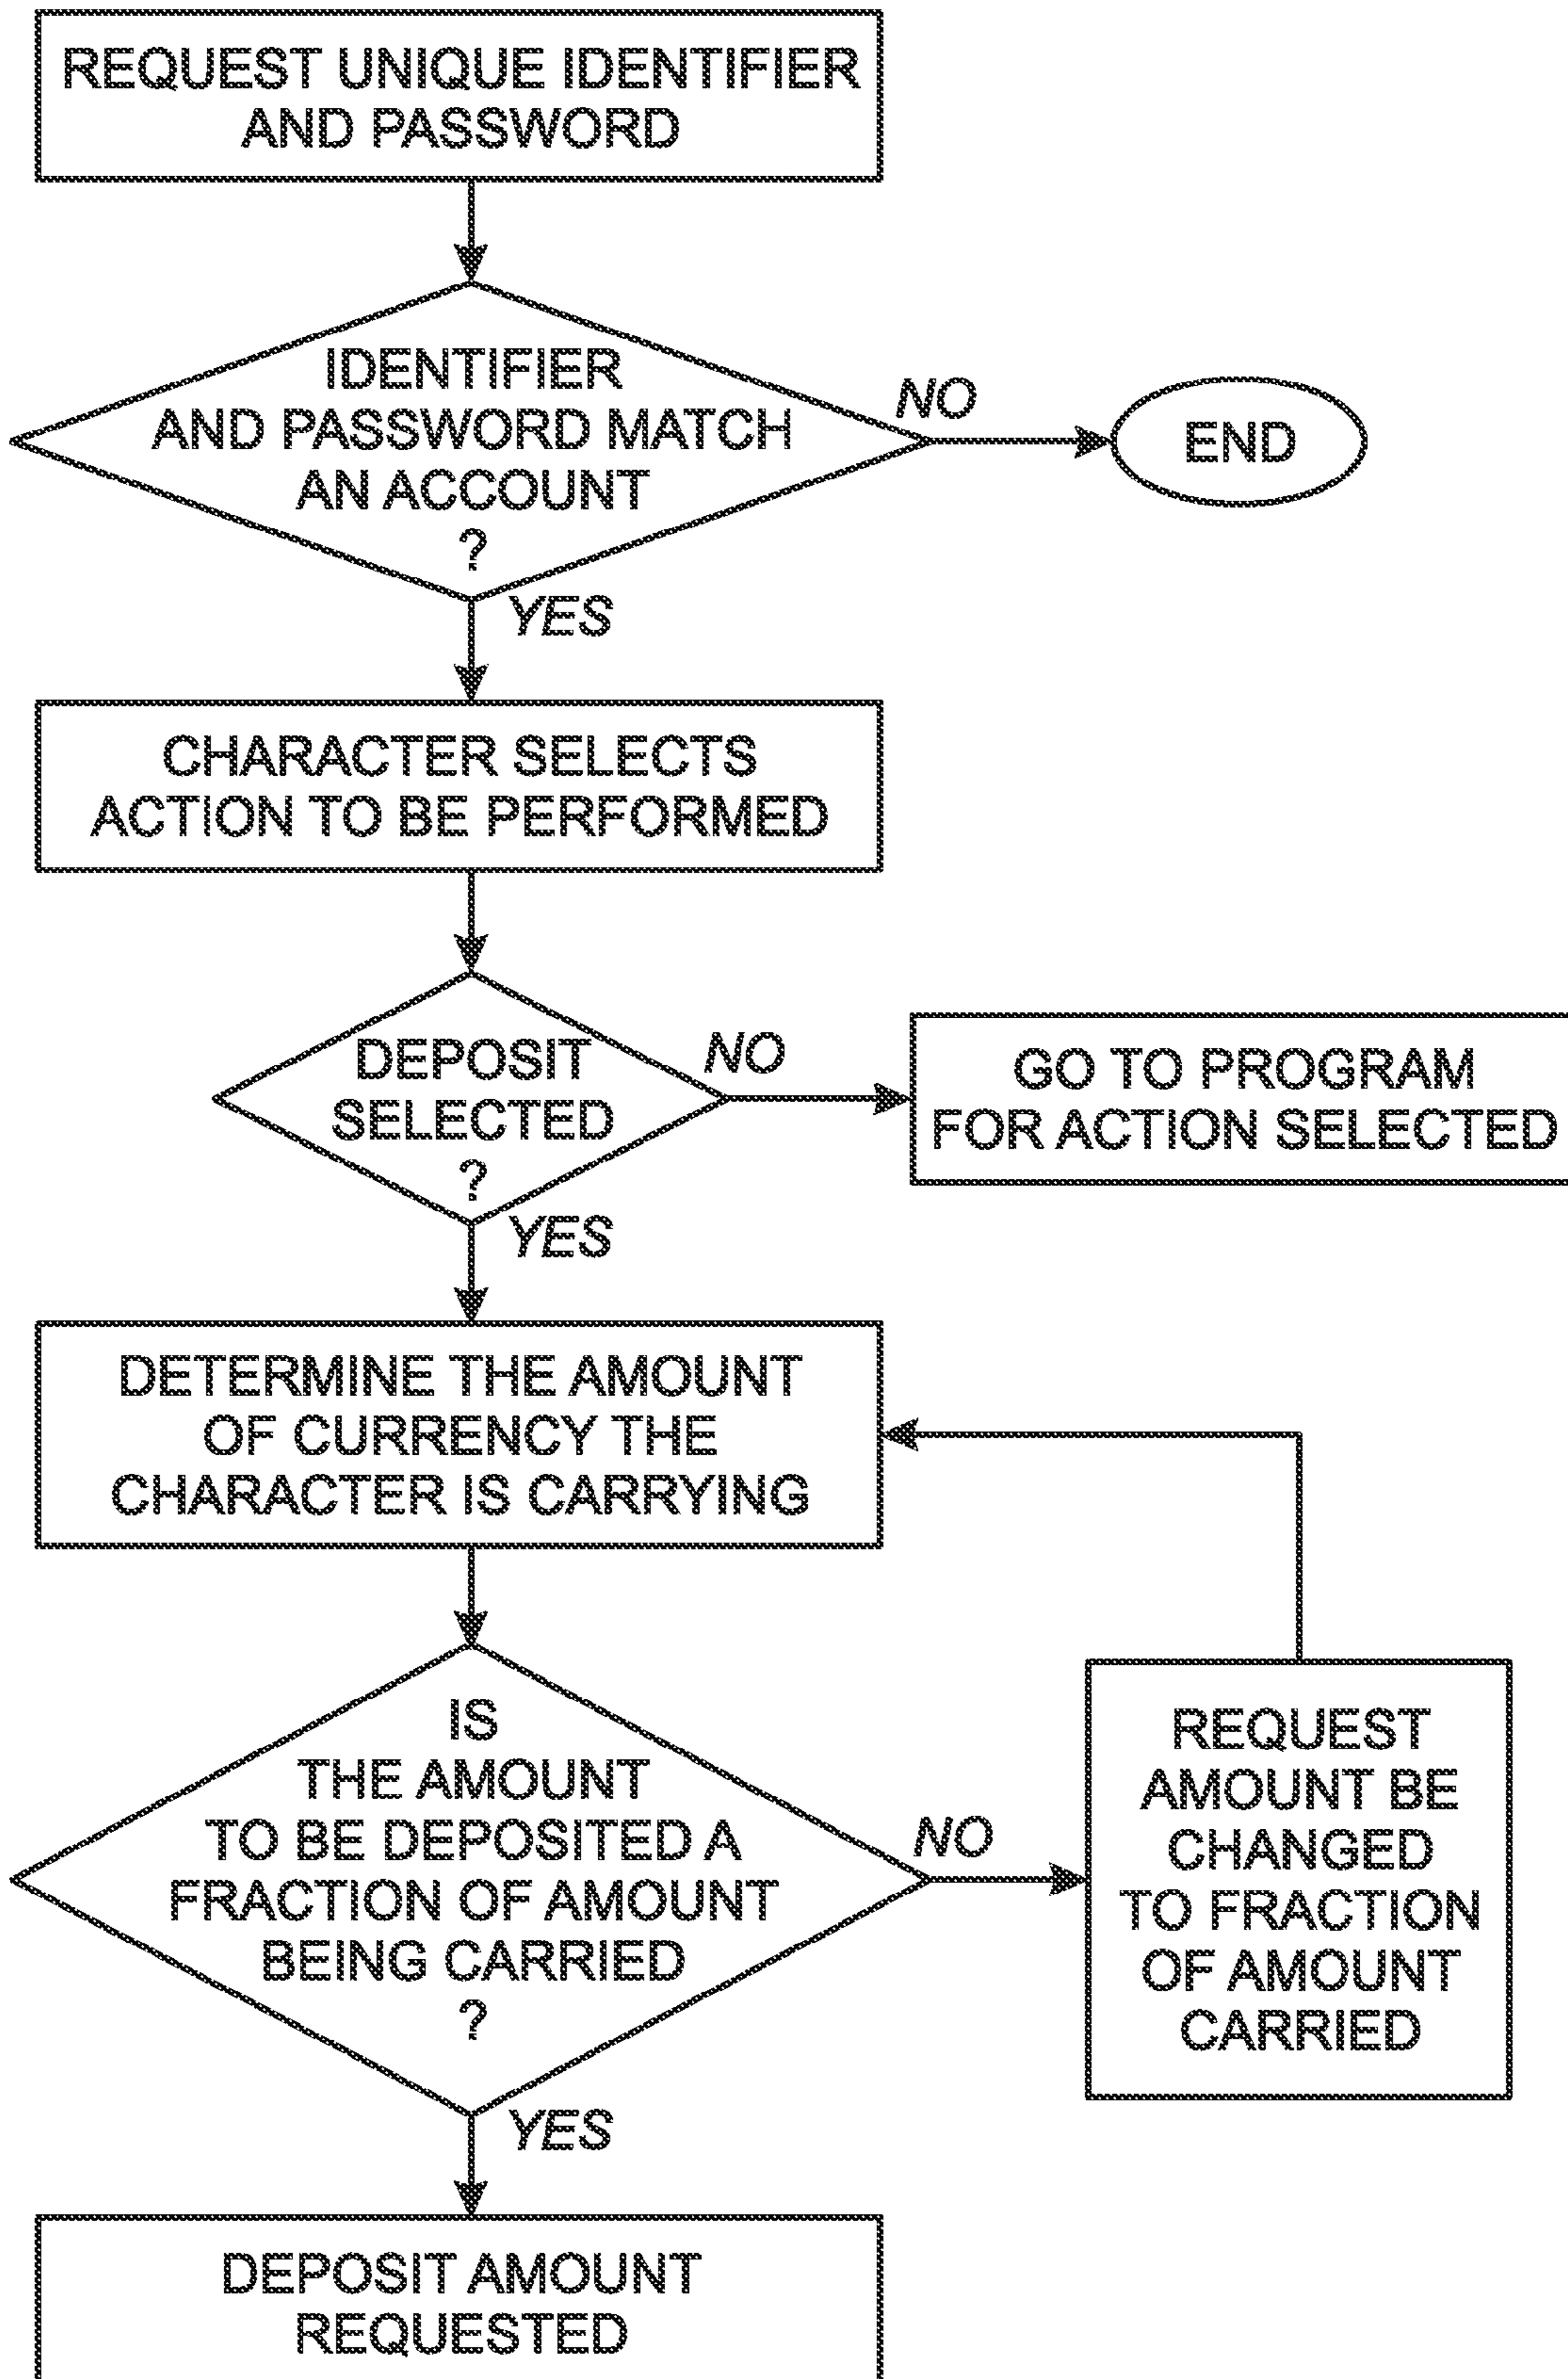 REQUEST UNIQUE IDENTIFIER
AND PASSWORD
IDENTIFIER
AND PASSWORD MATCH
AN ACCOUNT
?
NO
END
YES
CHARACTER SELECTS
ACTION TO BE PERFORMED
DEPOSIT
SELECTED
?
NO
GO TO PROGRAM
FOR ACTION SELECTED
YES
DETERMINE THE AMOUNT
OF CURRENCY THE
CHARACTER IS CARRYING
IS
THE AMOUNT
TO BE DEPOSITED A
FRACTION OF AMOUNT
BEING CARRIED
?
NO
REQUEST
AMOUNT BE
CHANGED
TO FRACTION
OF AMOUNT
CARRIED
YES
DEPOSIT AMOUNT
REQUESTED